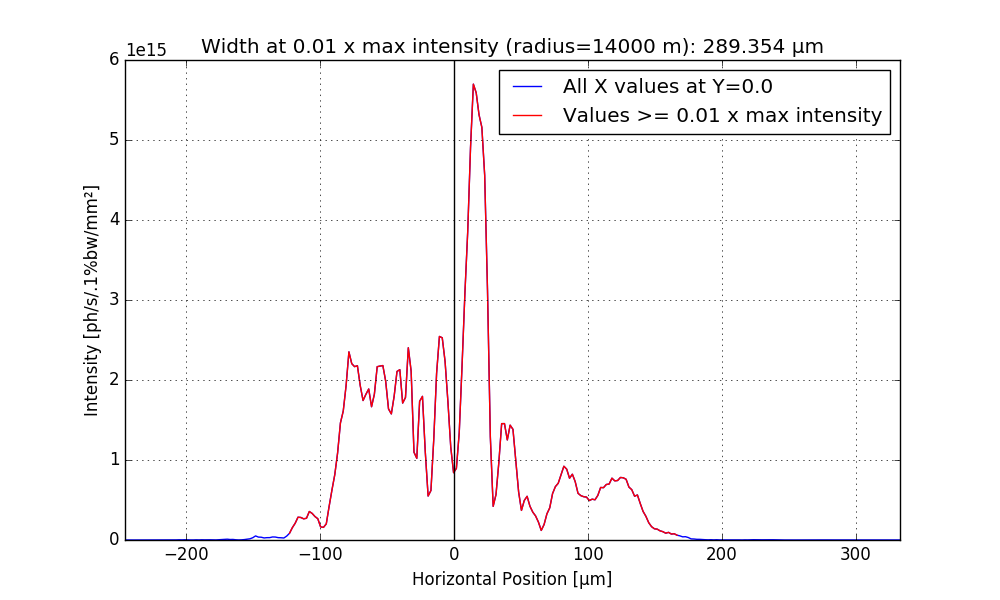 Width at 0.01 x max intensity (radius=14000 m): 289.354 µm
1e15
All X values at Y=0.0
Values >= 0.01 x max intensity
6
5
4
3
2
1
0
Intensity [ph/s/.1%bw/mm²]
−200
−100
0
100
200
300
Horizontal Position [µm]